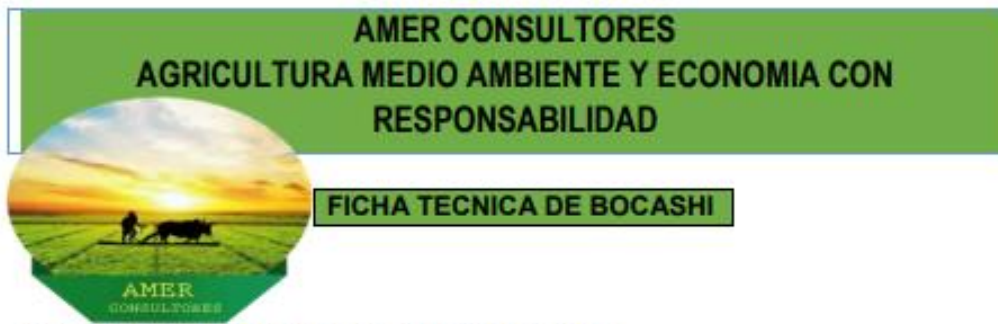 AMER CONSULTORES
AGRICULTURA MEDIO AMBIENTE Y ECONOMIA CON
RESPONSABILIDAD
FICHA TECNICA DE BOCASHI
AMER
CONSULTORES